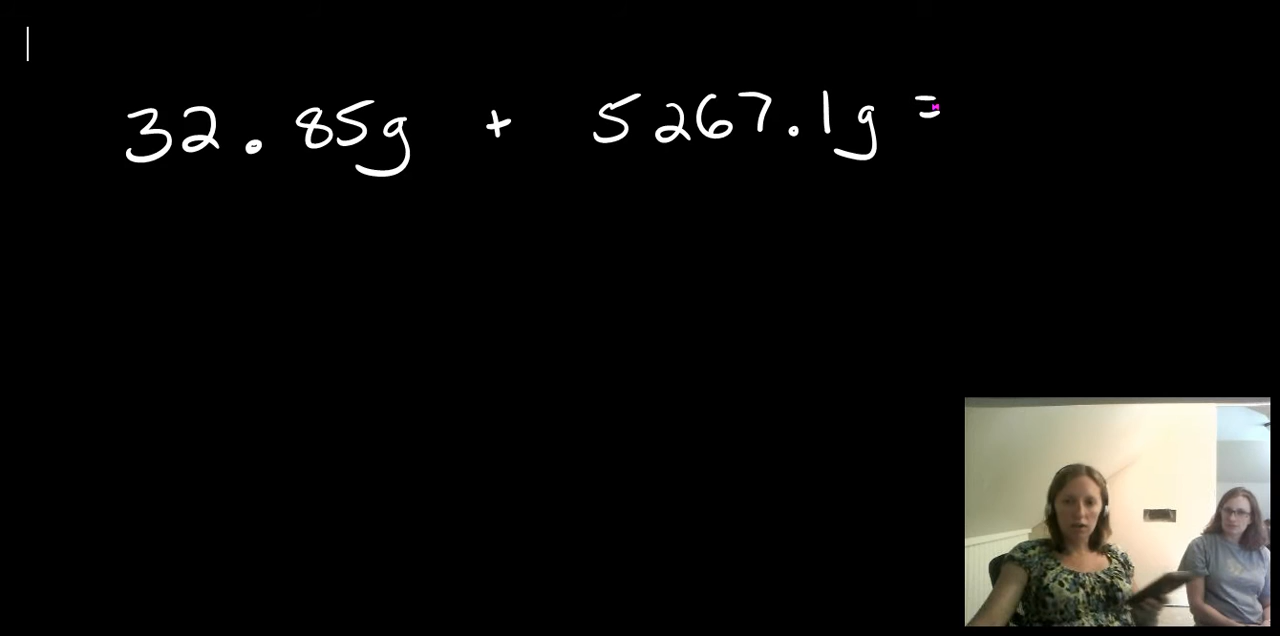 32.85g + 5267.1g =